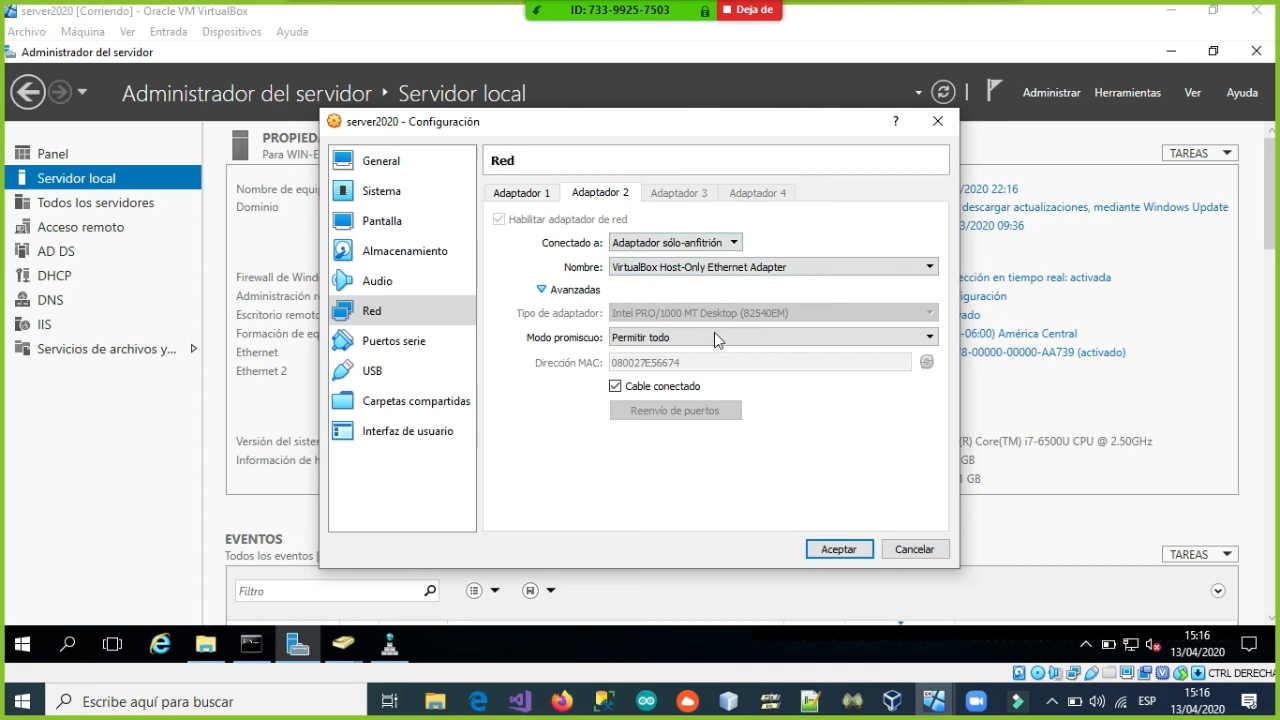 server2020 [Corriendo] - Oracle VM VirtualBox
ID: 733-9925-7503
Deja de
Archivo Máquina Ver Entrada Dispositivos Ayuda
Administrador del servidor
Administrador del servidor Servidor local
Administrar Herramientas Ver Ayuda
Panel
Servidor local
Todos los servidores
Acceso remoto
AD DS
DHCP
DNS
IIS
Servicios de archivos y...
PROPIED
Para WIN-E
TAREAS
Nombre de equi
Dominio
Firewall de Windo
Administración r
Escritorio remoto
Formación de equ
Ethernet
Ethernet 2
Versión del sister
Información de h
/2020 22:16
descargar actualizaciones, mediante Windows Update
3/2020 09:36
ección en tiempo real: activada
iguración
vado
-06:00) América Central
78-00000-00000-AA739 (activado)
(R) Core(TM) i7-6500U CPU @ 2.50GHz
GB
1 GB
server2020 - Configuración
?
General
Sistema
Pantalla
Almacenamiento
Audio
Red
Puertos serie
USB
Carpetas compartidas
Interfaz de usuario
Red
Adaptador 1 Adaptador 2 Adaptador 3 Adaptador 4
Habilitar adaptador de red
Conectado a: Adaptador sólo-anfitrión
Nombre: VirtualBox Host-Only Ethernet Adapter
Avanzadas
Tipo de adaptador: Intel PRO/1000 MT Desktop (82540EM)
Modo promiscuo: Permitir todo
Dirección MAC: 080027E56674
Cable conectado
Reenvío de puertos
Aceptar Cancelar
EVENTOS
Todos los eventos |
TAREAS
Filtro
15:16
13/04/2020
CTRL DERECHA
Escribe aquí para buscar
ESP
15:16
13/04/2020